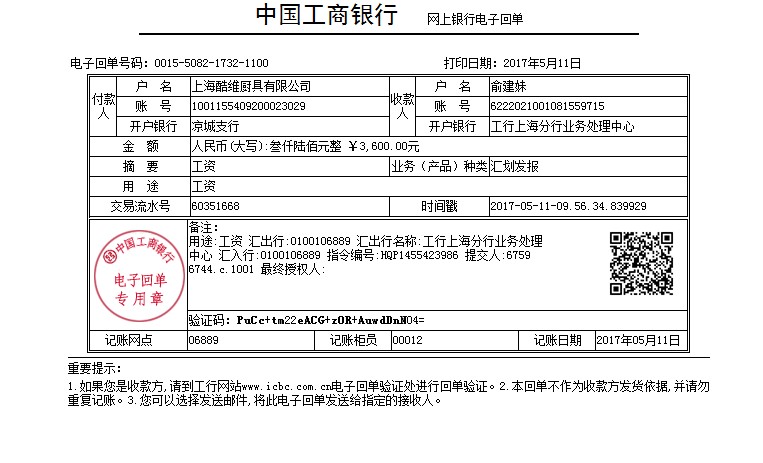 中国工商银行 网上银行电子回单
电子回单号码：0015-5082-1732-1100 打印日期：2017年5月11日
付款人 户 名 上海酷维厨具有限公司 收款人 户 名 俞建妹
账 号 1001155409200023029 账 号 6222021001081559715
开户银行 凉城支行 开户银行 工行上海分行业务处理中心
金 额 人民币(大写):叁仟陆佰元整 ￥3,600.00元
摘 要 工资 业务（产品）种类 汇划发报
用 途 工资
交易流水号 60351668 时间戳 2017-05-11-09.56.34.839929
中国工商银行
电子回单
专用章
备注:
用途:工资 汇出行:0100106889 汇出行名称:工行上海分行业务处理
中心 汇入行:0100106889 指令编号:HQP1455423986 提交人:6759
6744.c.1001 最终授权人:
验证码: PuCc+tm22eACG+zOR+AuwdDnNO4=
记账网点 06889 记账柜员 00012 记账日期 2017年05月11日
重要提示:
1.如果您是收款方,请到工行网站www.icbc.com.cn电子回单验证处进行回单验证。2.本回单不作为收款方发货依据,并请勿
重复记账。3.您可以选择发送邮件,将此电子回单发送给指定的接收人。